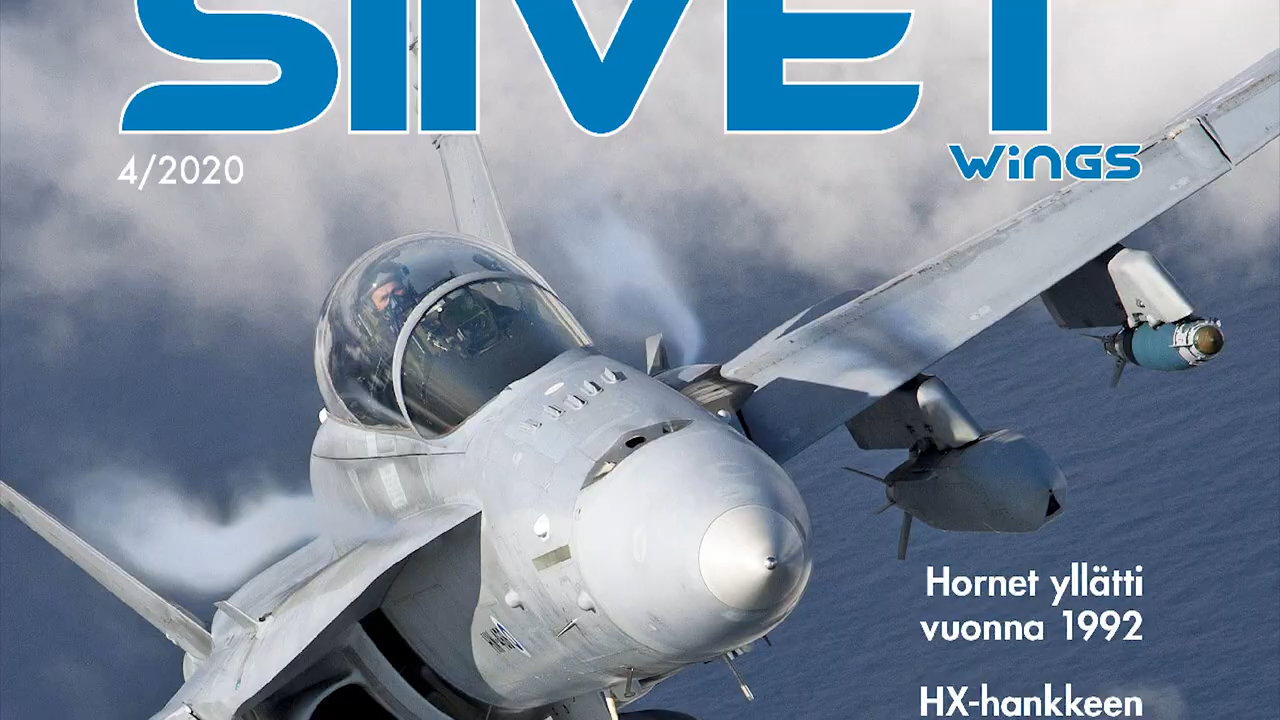 SIIVET
4/2020
WiNGS
Hornet yllätti
vuonna 1992
HX-hankkeen